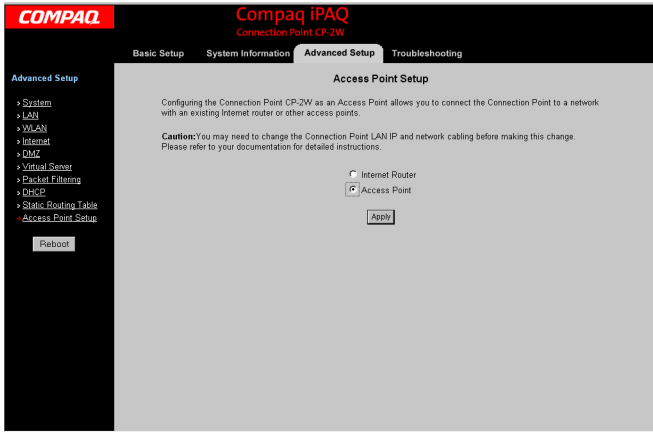 COMPAQ
Compaq iPAQ
Connection Point CP-2W
Basic Setup System Information Advanced Setup Troubleshooting
Advanced Setup
System
LAN
WLAN
Internet
DMZ
Virtual Server
Packet Filtering
DHCP
Static Routing Table
Access Point Setup
Reboot
Access Point Setup
Configuring the Connection Point CP-2W as an Access Point allows you to connect the Connection Point to a network
with an existing Internet router or other access points.
Caution:You may need to change the Connection Point LAN IP and network cabling before making this change.
Please refer to your documentation for detailed instructions.
Internet Router
Access Point
Apply